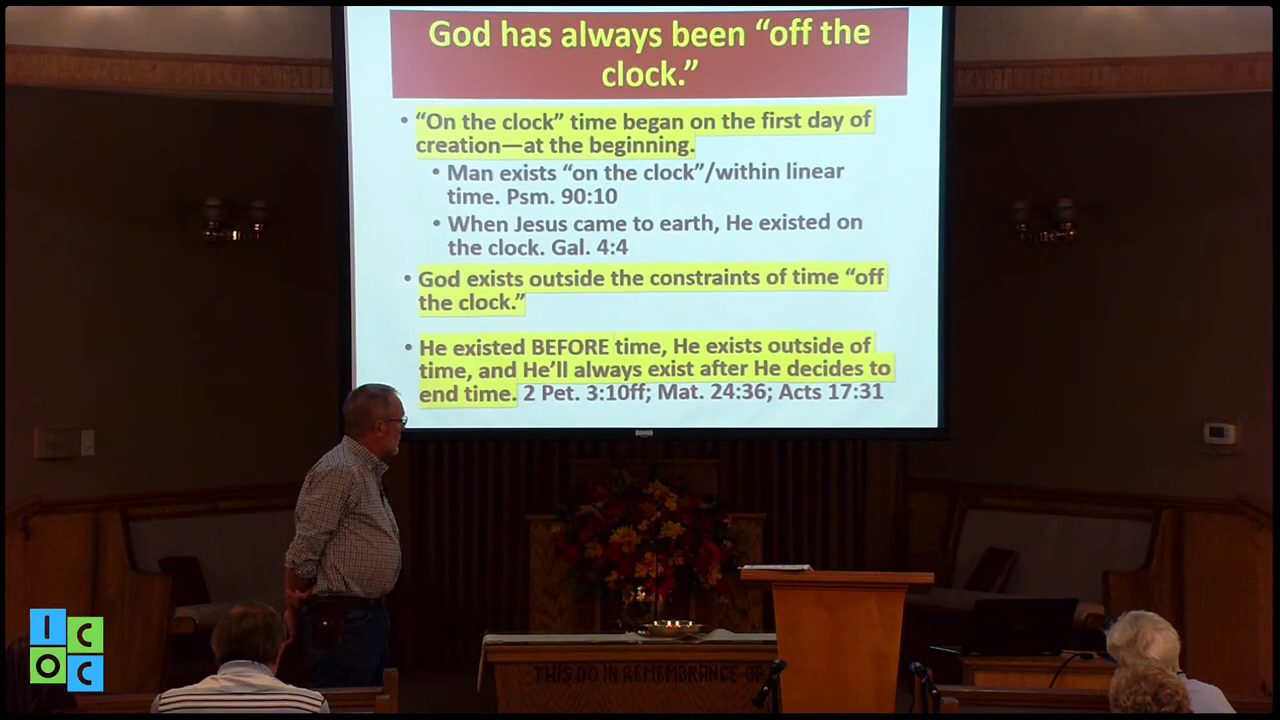 God has always been “off the
clock.”
• “On the clock” time began on the first day of
creation—at the beginning.
• Man exists “on the clock”/within linear
time. Psm. 90:10
• When Jesus came to earth, He existed on
the clock. Gal. 4:4
• God exists outside the constraints of time “off
the clock.”
• He existed BEFORE time, He exists outside of
time, and He’ll always exist after He decides to
end time. 2 Pet. 3:10ff; Mat. 24:36; Acts 17:31
THIS DO IN REMEMBRANCE OF
I C
O C